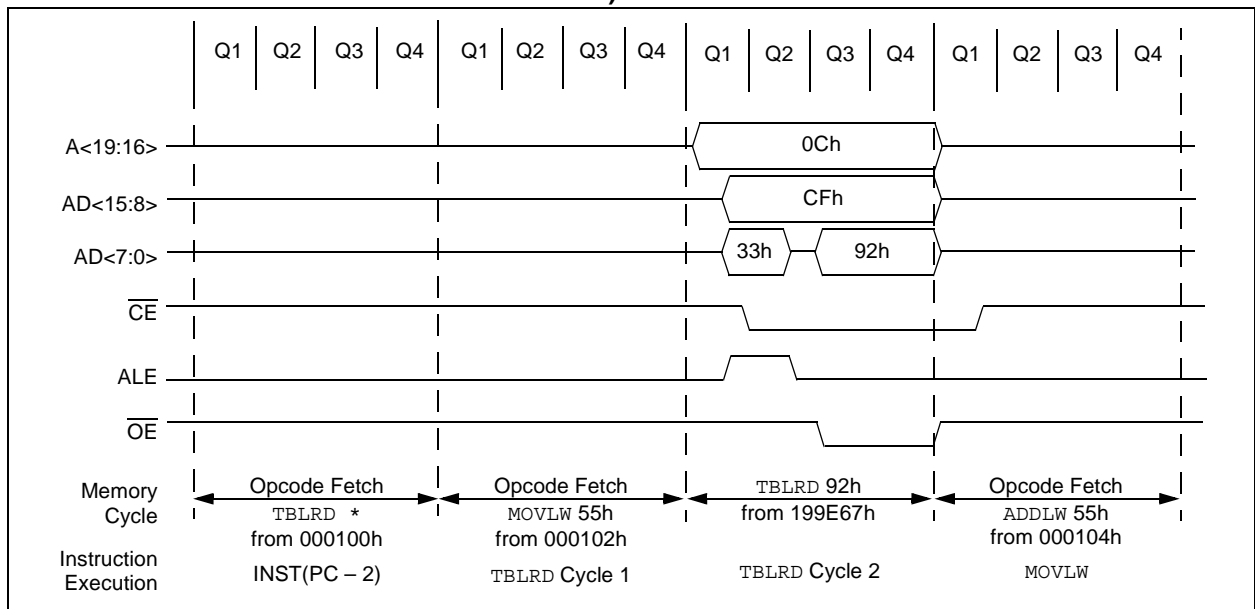 )
Q1 Q2 Q3 Q4 Q1 Q2 Q3 Q4 Q1 Q2 Q3 Q4 Q1 Q2 Q3 Q4
A<19:16> 0Ch
AD<15:8> CFh
AD<7:0> 33h 92h
CE
ALE
OE
Memory
Cycle
Opcode Fetch
TBLRD *
from 000100h
Opcode Fetch
MOVLW 55h
from 000102h
TBLRD 92h
from 199E67h
Opcode Fetch
ADDLW 55h
from 000104h
Instruction
Execution
INST(PC – 2)
TBLRD Cycle 1
TBLRD Cycle 2
MOVLW